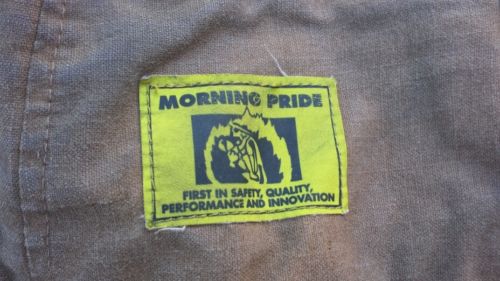 MORNING PRIDE
FIRST IN SAFETY, QUALITY,
PERFORMANCE AND INNOVATION